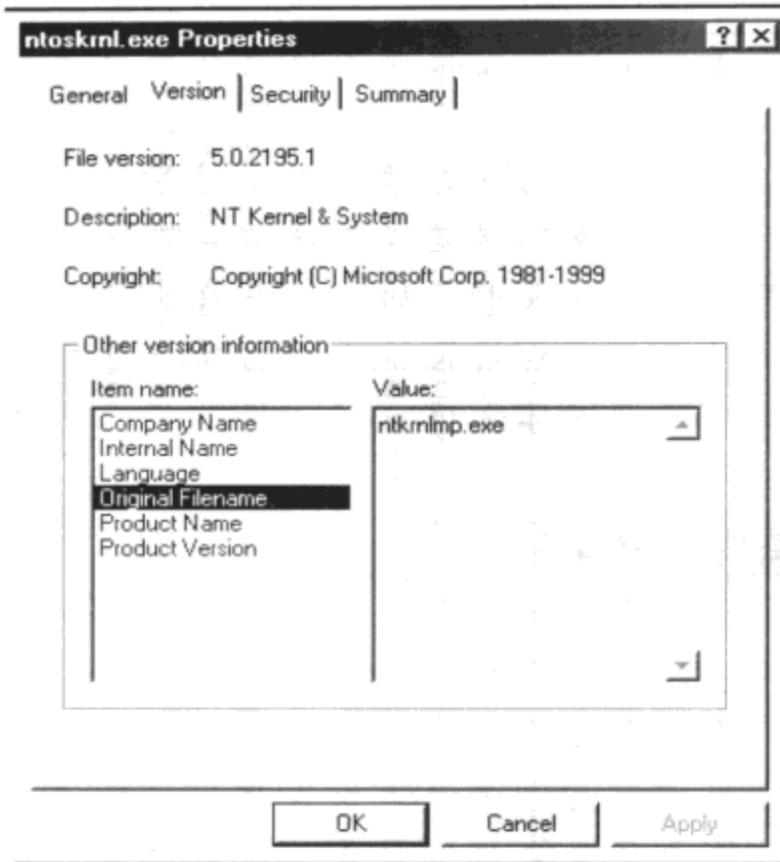 ntoskrnl.exe Properties
General Version Security Summary
File version: 5.0.2195.1
Description: NT Kernel & System
Copyright: Copyright (C) Microsoft Corp. 1981-1999
Other version information
Item name: Value:
Company Name ntkrnlmp.exe
Internal Name
Language
Original Filename
Product Name
Product Version
OK Cancel Apply